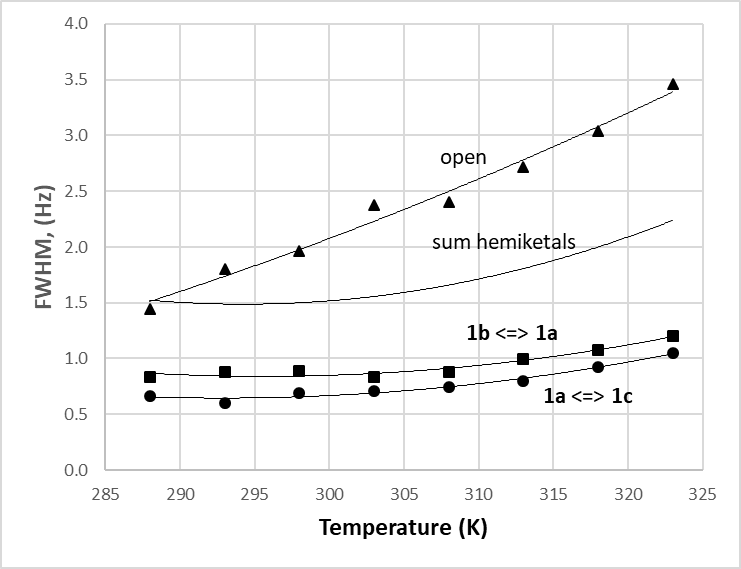 4.0
3.5
3.0
2.5
2.0
1.5
1.0
0.5
0.0
FWHM, (Hz)
open
sum hemiketals
1b <=> 1a
1a <=> 1c
285 290 295 300 305 310 315 320 325
Temperature (K)